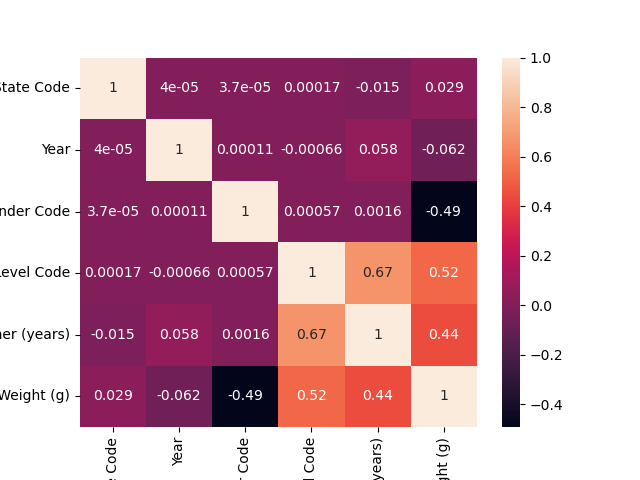 State Code 1 4e-05 3.7e-05 0.00017 -0.015 0.029
Year 4e-05 1 0.00011 -0.00066 0.058 -0.062
nder Code 3.7e-05 0.00011 1 0.00057 0.0016 -0.49
Level Code 0.00017 -0.00066 0.00057 1 0.67 0.52
her (years) -0.015 0.058 0.0016 0.67 1 0.44
Weight (g) 0.029 -0.062 -0.49 0.52 0.44 1
e Code
Year
r Code
l Code
years)
ght (g)
1.0
0.8
0.6
0.4
0.2
0.0
−0.2
−0.4